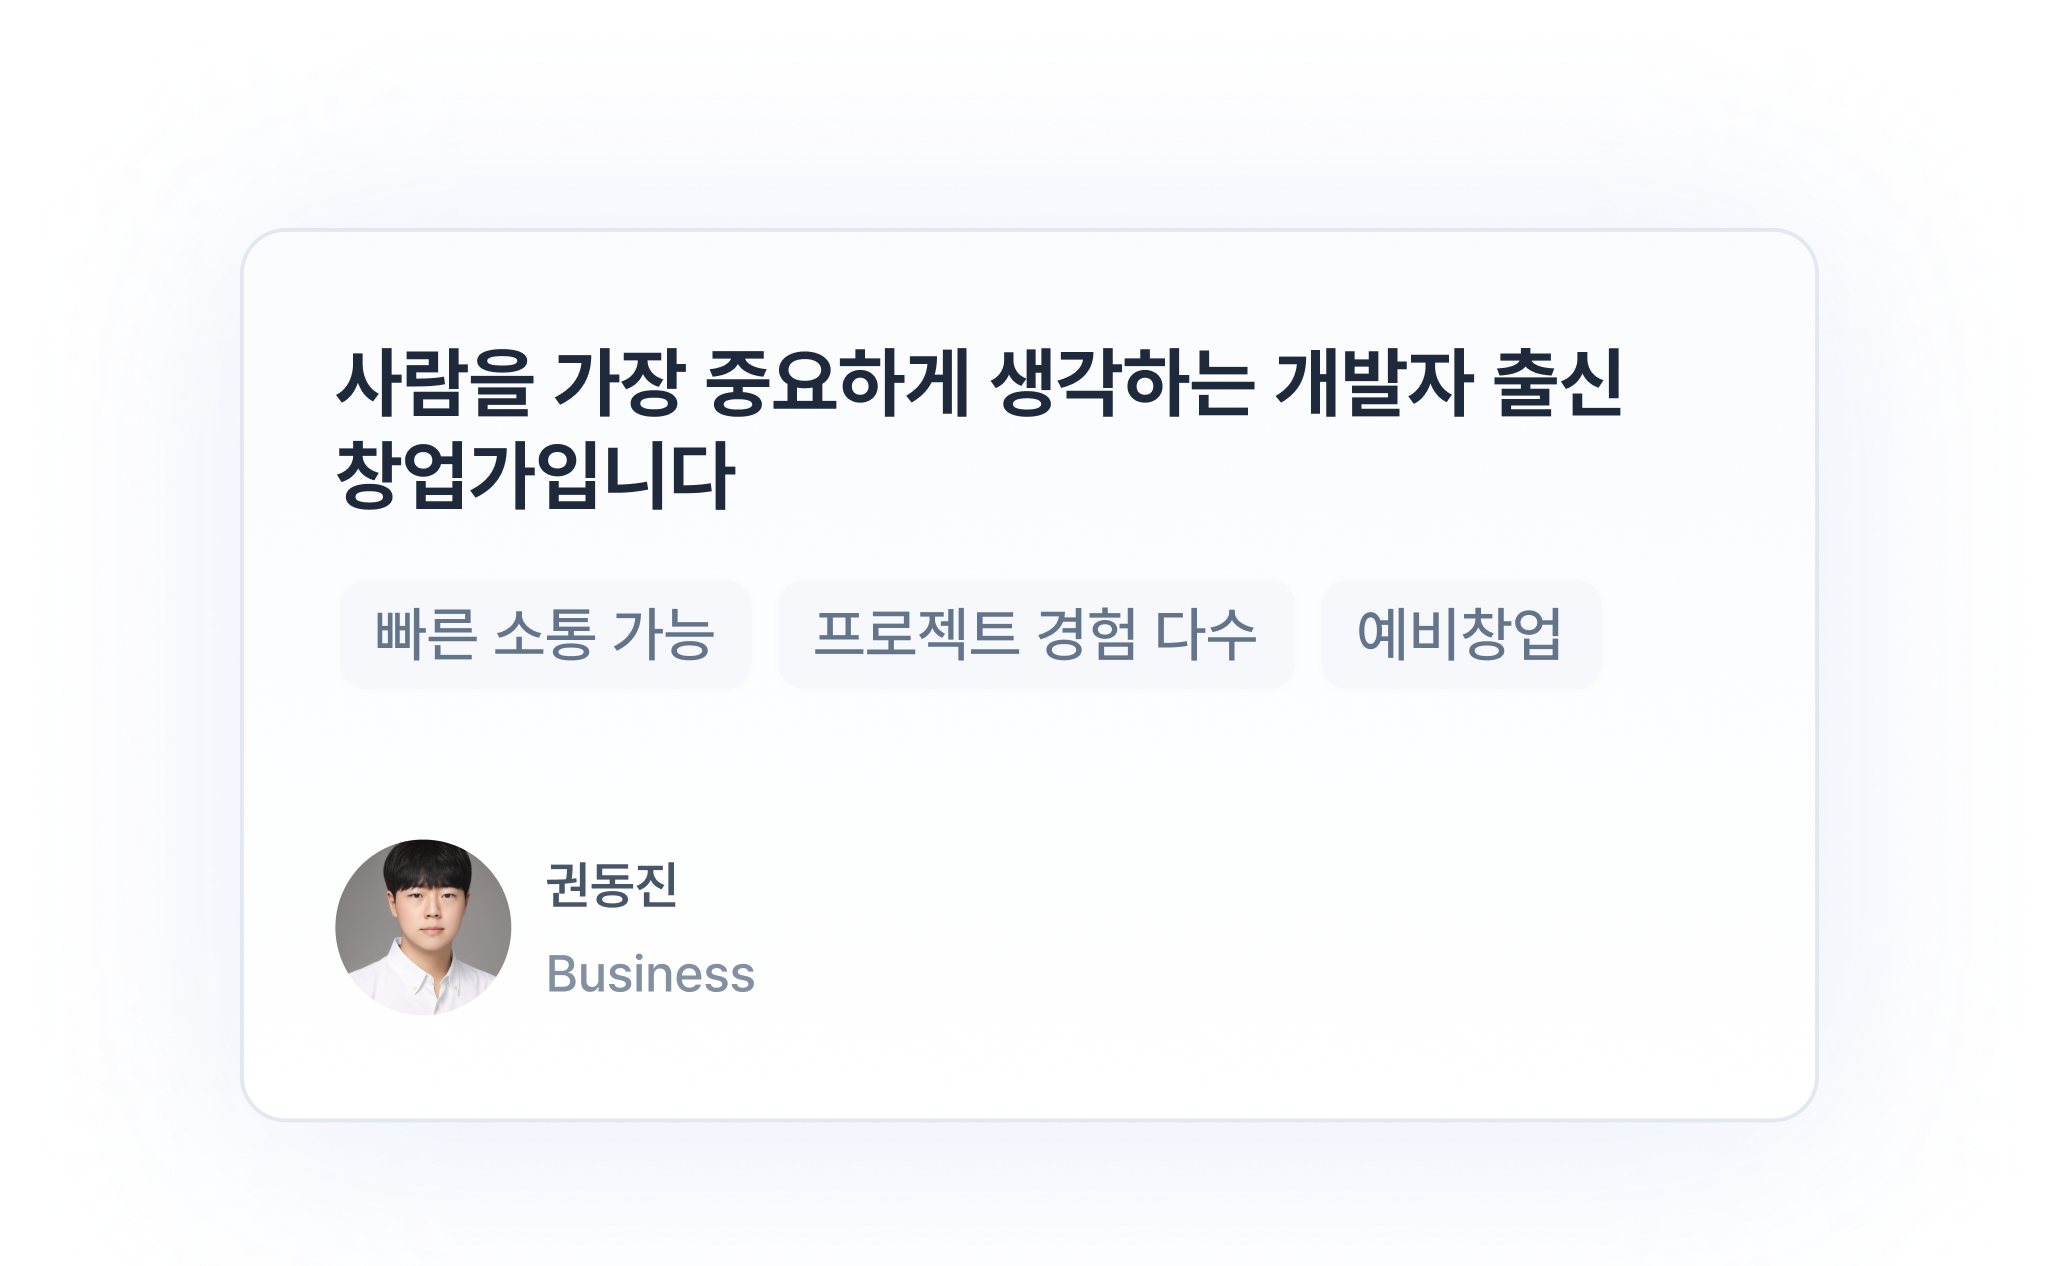 사람을 가장 중요하게 생각하는 개발자 출신
창업가입니다
빠른 소통 가능 프로젝트 경험 다수 예비창업
권동진
Business